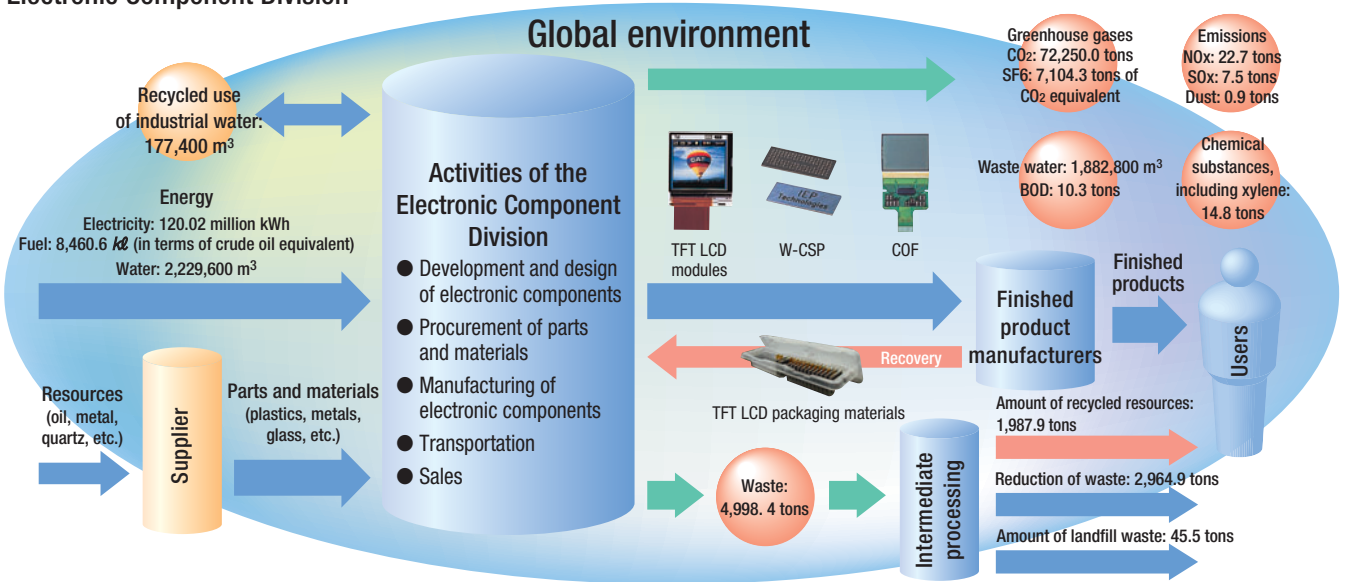 Electronic Component Division
Global environment
Recycled use
of industrial water:
177,400 m³
Energy
Electricity: 120.02 million kWh
Fuel: 8,460.6 kℓ (in terms of crude oil equivalent)
Water: 2,229,600 m³
Resources
(oil, metal,
quartz, etc.)
Supplier
Parts and materials
(plastics, metals,
glass, etc.)
Activities of the
Electronic Component
Division
● Development and design
of electronic components
● Procurement of parts
and materials
● Manufacturing of
electronic components
● Transportation
● Sales
Greenhouse gases
CO₂: 72,250.0 tons
SF6: 7,104.3 tons of
CO₂ equivalent
Emissions
NOx: 22.7 tons
SOx: 7.5 tons
Dust: 0.9 tons
Waste water: 1,882,800 m³
BOD: 10.3 tons
Chemical
substances,
including xylene:
14.8 tons
Technologies
TFT LCD
modules
W-CSP
COF
Finished
product
manufacturers
Finished
products
Users
Recovery
TFT LCD packaging materials
Waste:
4,998. 4 tons
Intermediate
processing
Amount of recycled resources:
1,987.9 tons
Reduction of waste: 2,964.9 tons
Amount of landfill waste: 45.5 tons